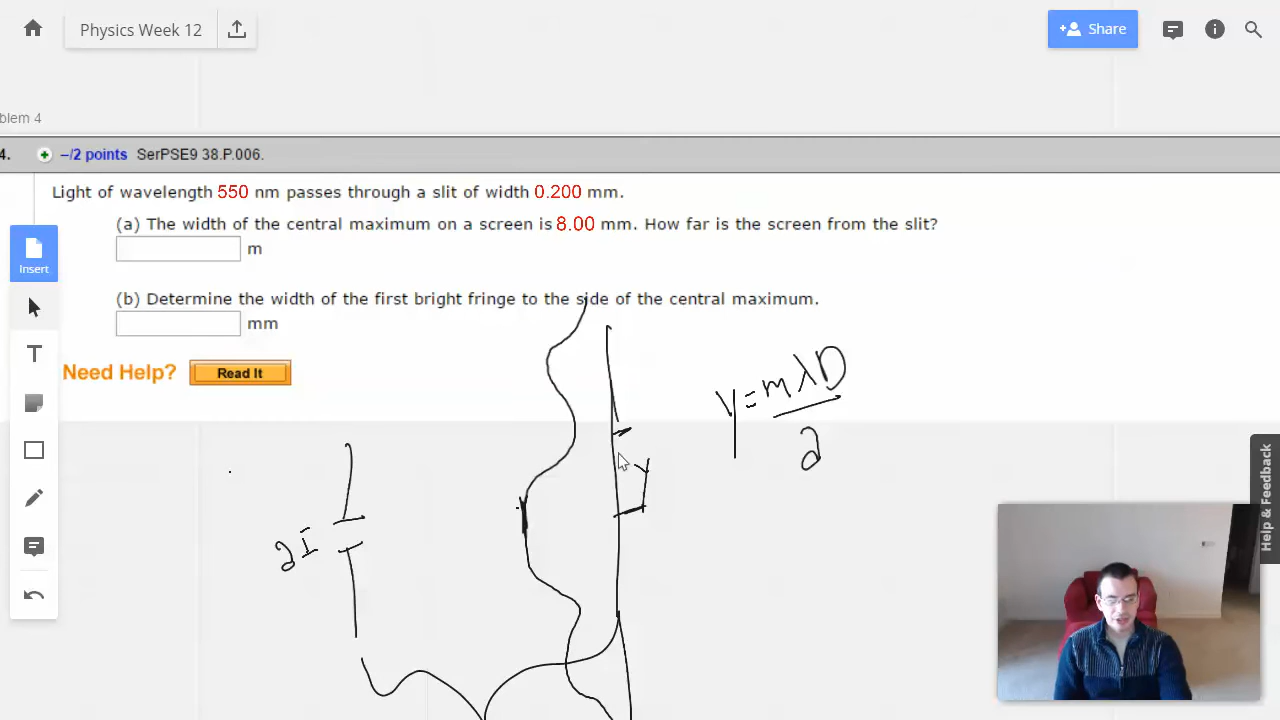 Physics Week 12
Share
blem 4
4. –/2 points SerPSE9 38.P.006.
Light of wavelength 550 nm passes through a slit of width 0.200 mm.
(a) The width of the central maximum on a screen is 8.00 mm. How far is the screen from the slit?
m
(b) Determine the width of the first bright fringe to the side of the central maximum.
mm
Need Help? Read It
Insert
T
y = mλD
a
y
a
Help & Feedback